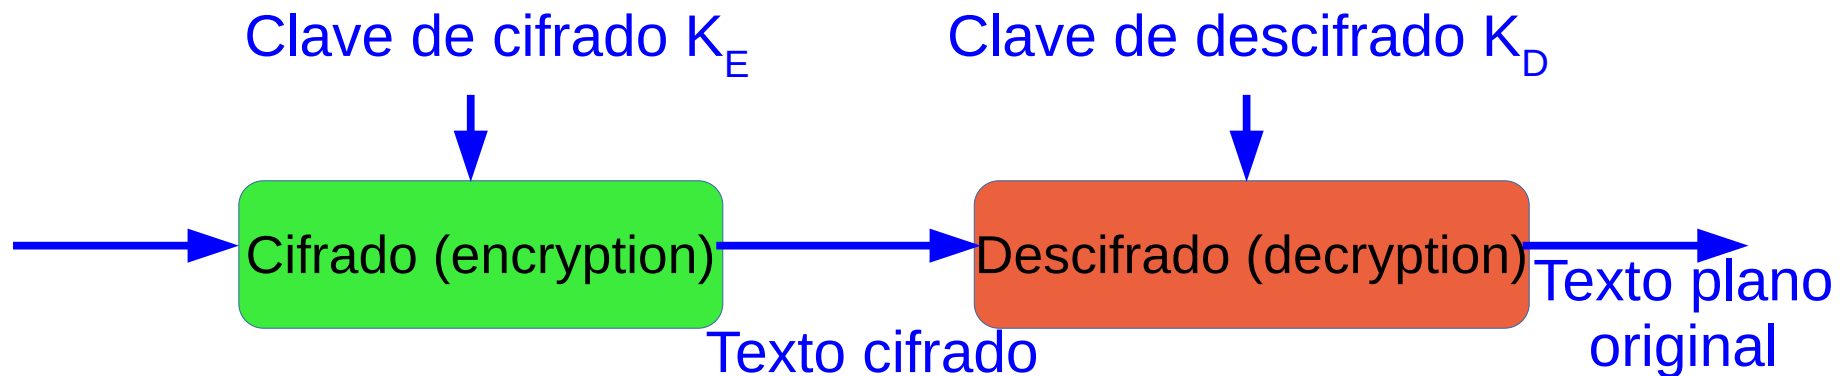 Clave de cifrado K_E
Clave de descifrado K_D
Cifrado (encryption)
Descifrado (decryption)
Texto cifrado
Texto plano
original